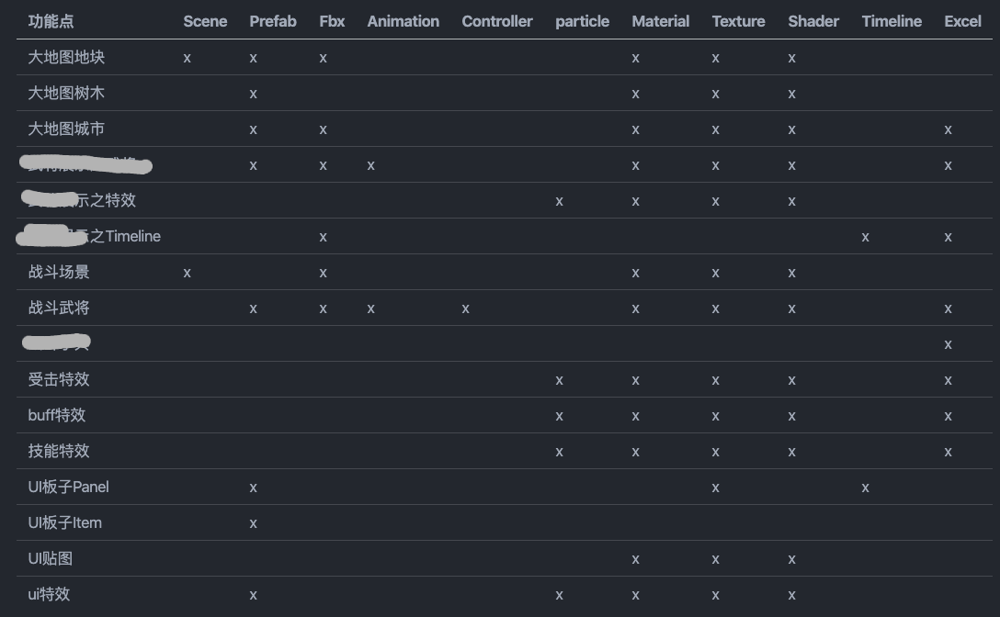 功能点 Scene Prefab Fbx Animation Controller particle Material Texture Shader Timeline Excel
大地图地块 x x x x x x
大地图树木 x x x x
大地图城市 x x x x x x
x x x x x x x
示之特效 x x x x
之Timeline x x x
战斗场景 x x x x x
战斗武将 x x x x x x x x
x
受击特效 x x x x x
buff特效 x x x x x
技能特效 x x x x x
UI板子Panel x x x
UI板子Item x
UI贴图 x x x
ui特效 x x x x x